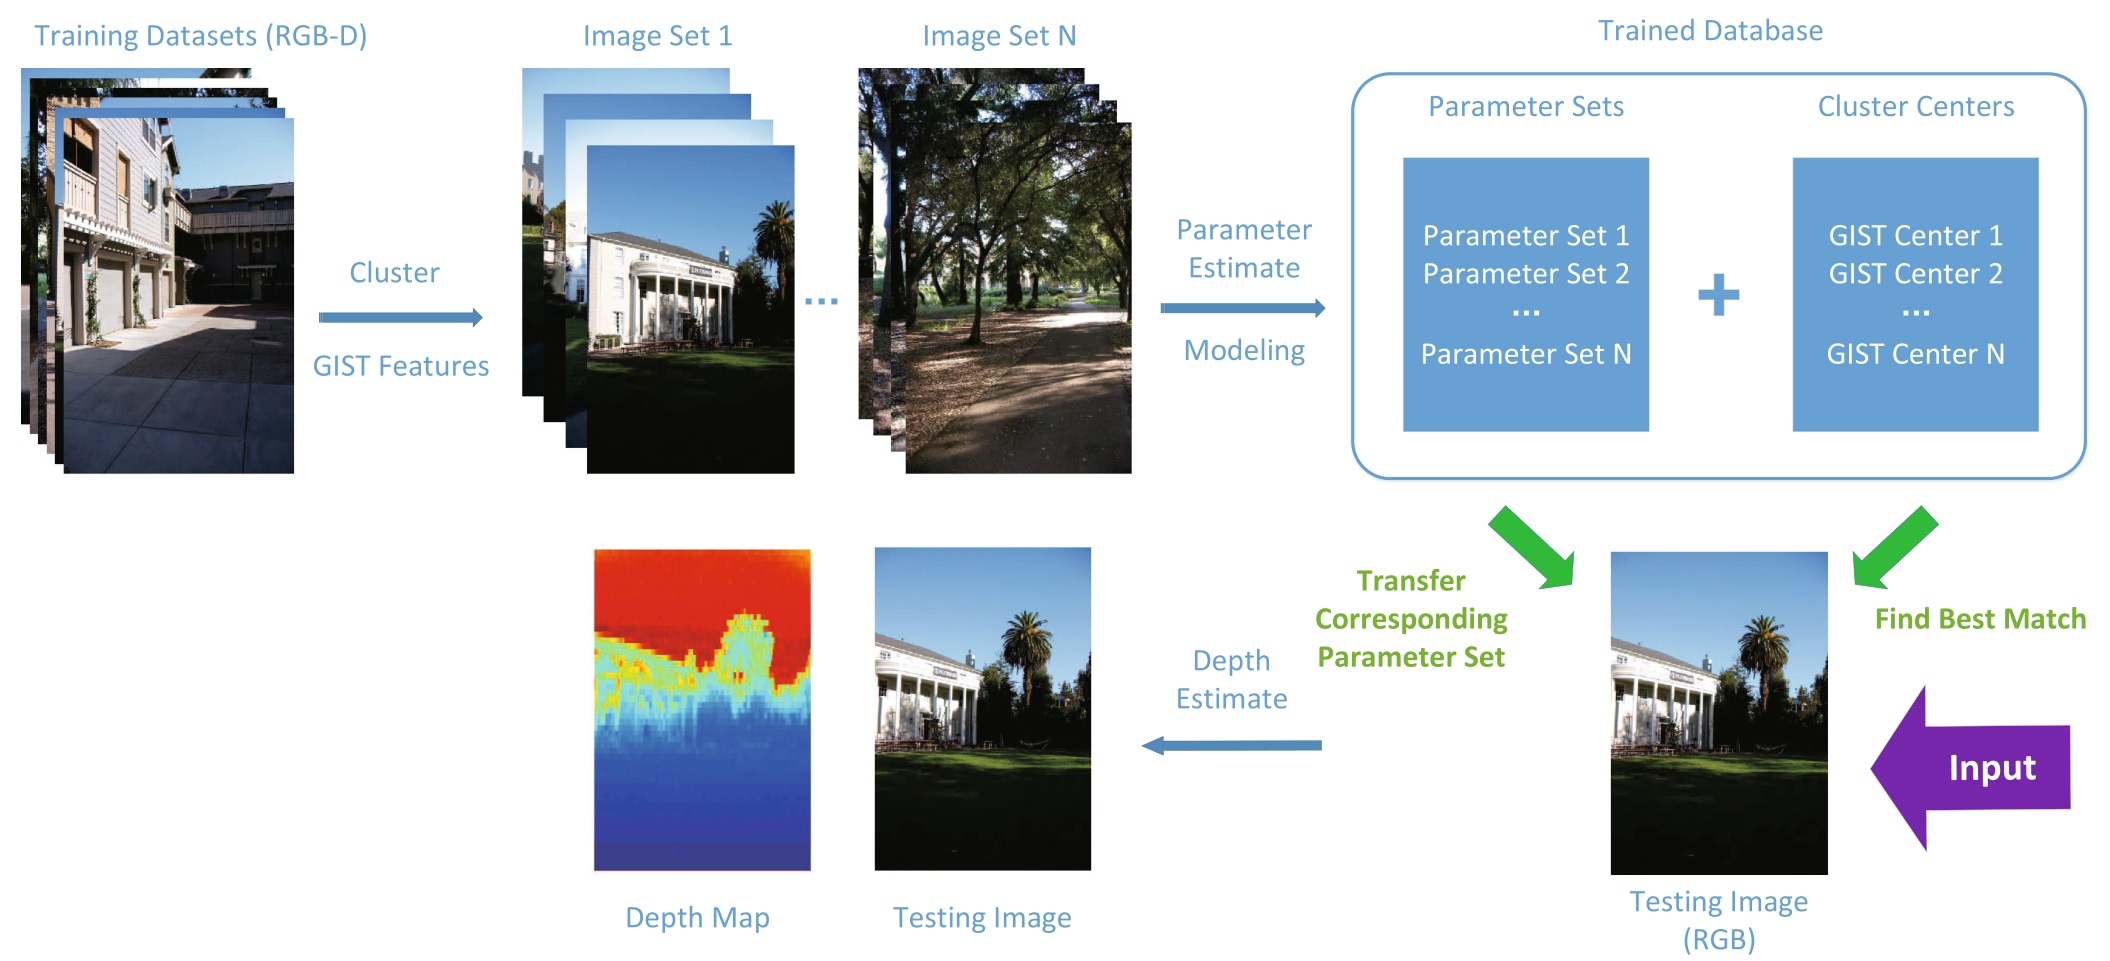 Training Datasets (RGB-D)
Image Set 1
Image Set N
Trained Database
Cluster
GIST Features
...
Parameter
Estimate
Modeling
Parameter Sets
Parameter Set 1
Parameter Set 2
...
Parameter Set N
+
Cluster Centers
GIST Center 1
GIST Center 2
...
GIST Center N
Transfer
Corresponding
Parameter Set
Find Best Match
Input
Testing Image
(RGB)
Depth
Estimate
Depth Map
Testing Image